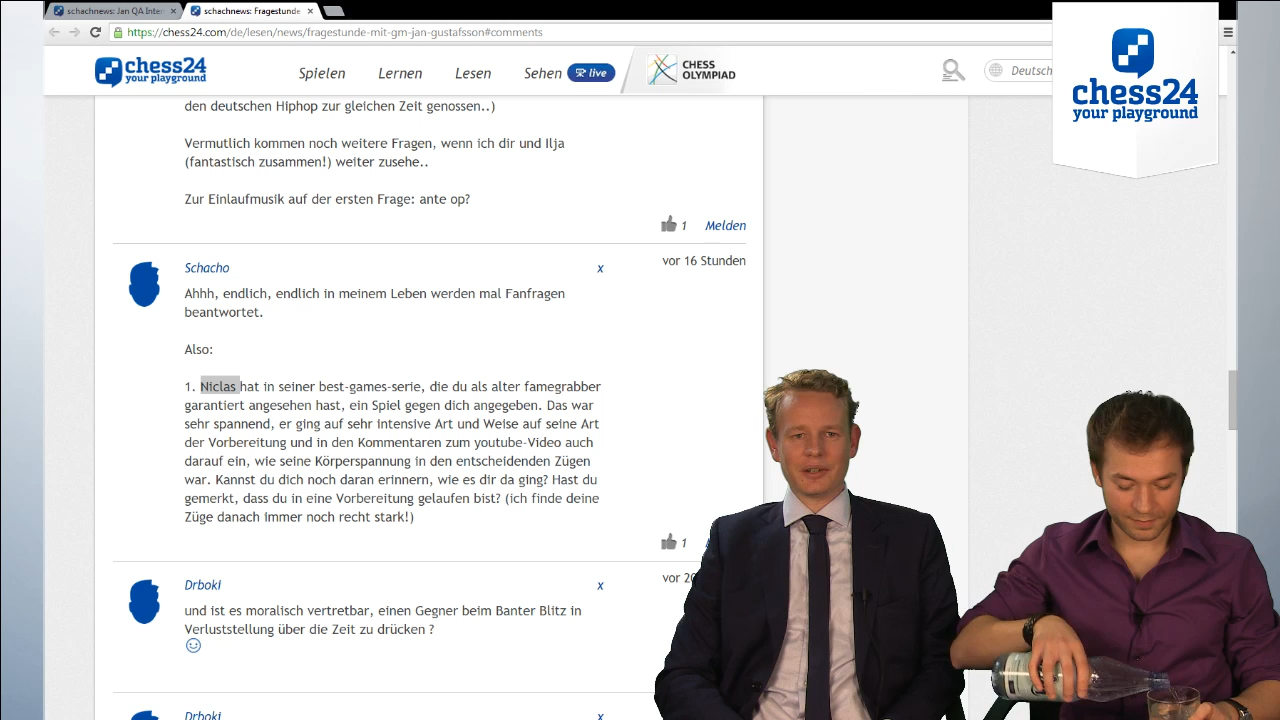 schachnews: Jan QA Inter
schachnews: Fragestunde
https://chess24.com/de/lesen/news/fragestunde-mit-gm-jan-gustafsson#comments
chess24
your playground
Spielen
Lernen
Lesen
Sehen
live
CHESS
OLYMPIAD
Deutsch
chess24
your playground
den deutschen Hiphop zur gleichen Zeit genossen..)
Vermutlich kommen noch weitere Fragen, wenn ich dir und Ilja
(fantastisch zusammen!) weiter zusehe..
Zur Einlaufmusik auf der ersten Frage: ante op?
1 Melden
Schacho
x
vor 16 Stunden
Ahhh, endlich, endlich in meinem Leben werden mal Fanfragen
beantwortet.
Also:
1. Niclas hat in seiner best-games-serie, die du als alter famegrabber
garantiert angesehen hast, ein Spiel gegen dich angegeben. Das war
sehr spannend, er ging auf sehr intensive Art und Weise auf seine Art
der Vorbereitung und in den Kommentaren zum youtube-Video auch
darauf ein, wie seine Körperspannung in den entscheidenden Zügen
war. Kannst du dich noch daran erinnern, wie es dir da ging? Hast du
gemerkt, dass du in eine Vorbereitung gelaufen bist? (ich finde deine
Züge danach immer noch recht stark!)
1
Drboki
x
vor 20
und ist es moralisch vertretbar, einen Gegner beim Banter Blitz in
Verluststellung über die Zeit zu drücken ?
Drboki
x